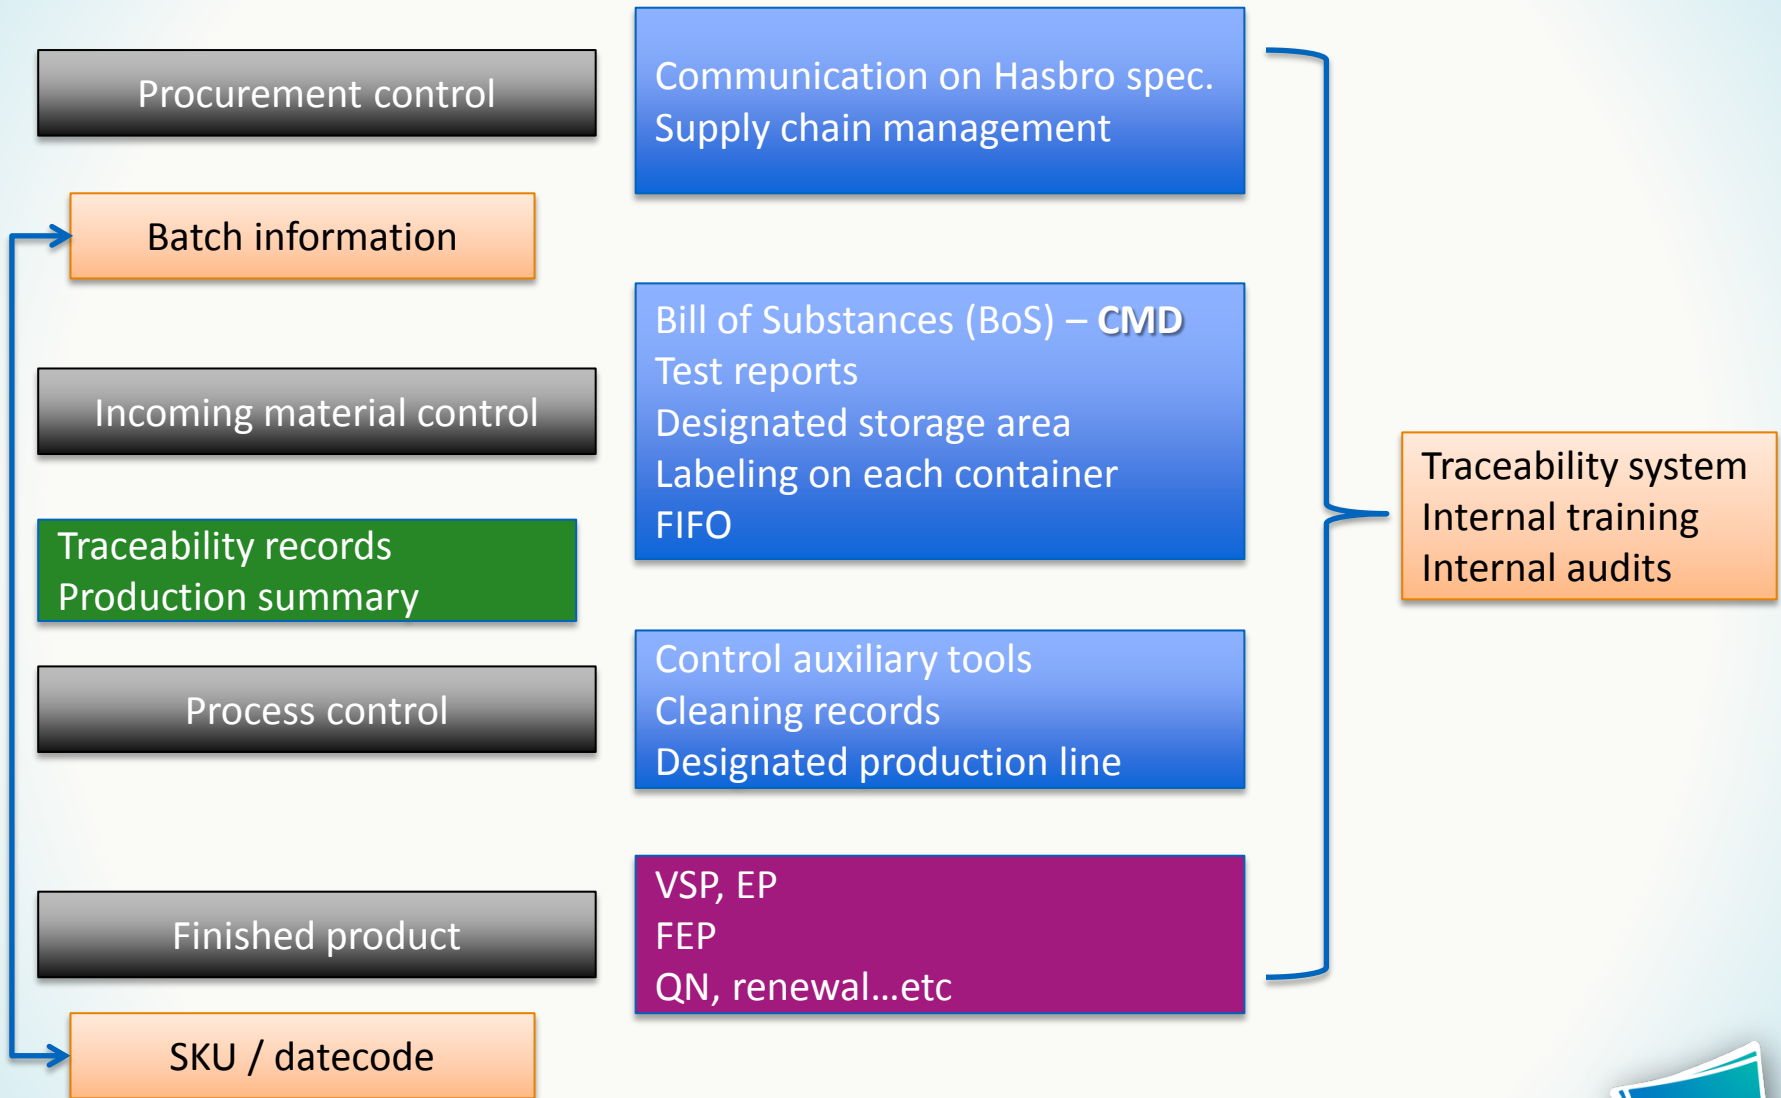 Procurement control
Communication on Hasbro spec.
Supply chain management
Batch information
Bill of Substances (BoS) – CMD
Test reports
Designated storage area
Labeling on each container
FIFO
Incoming material control
Traceability records
Production summary
Control auxiliary tools
Cleaning records
Designated production line
Process control
VSP, EP
FEP
QN, renewal...etc
Finished product
SKU / datecode
Traceability system
Internal training
Internal audits